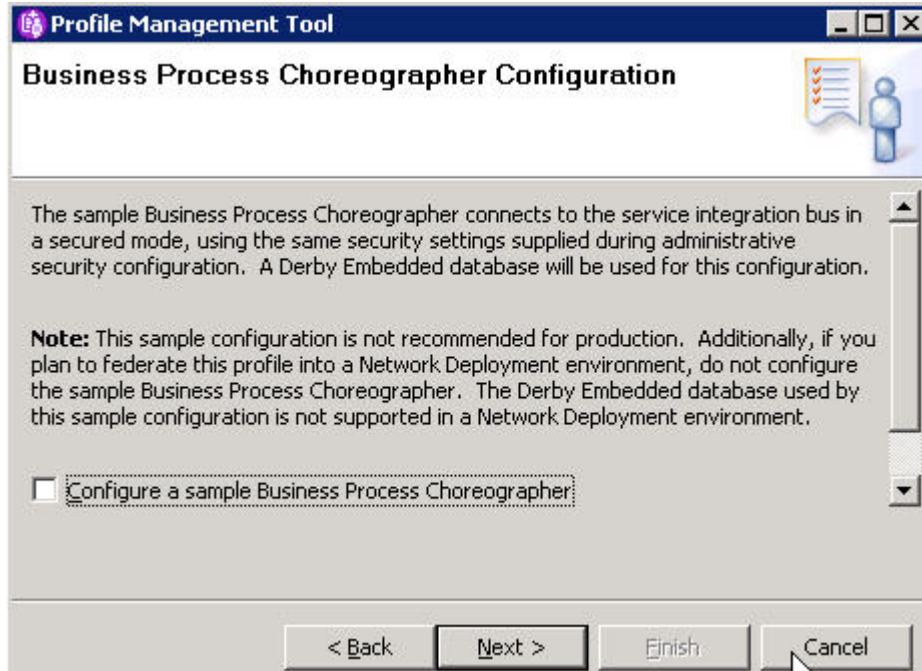 Profile Management Tool
Business Process Choreographer Configuration
The sample Business Process Choreographer connects to the service integration bus in
a secured mode, using the same security settings supplied during administrative
security configuration.  A Derby Embedded database will be used for this configuration.
Note: This sample configuration is not recommended for production.  Additionally, if you
plan to federate this profile into a Network Deployment environment, do not configure
the sample Business Process Choreographer.  The Derby Embedded database used by
this sample configuration is not supported in a Network Deployment environment.
Configure a sample Business Process Choreographer
< Back Next > Finish Cancel